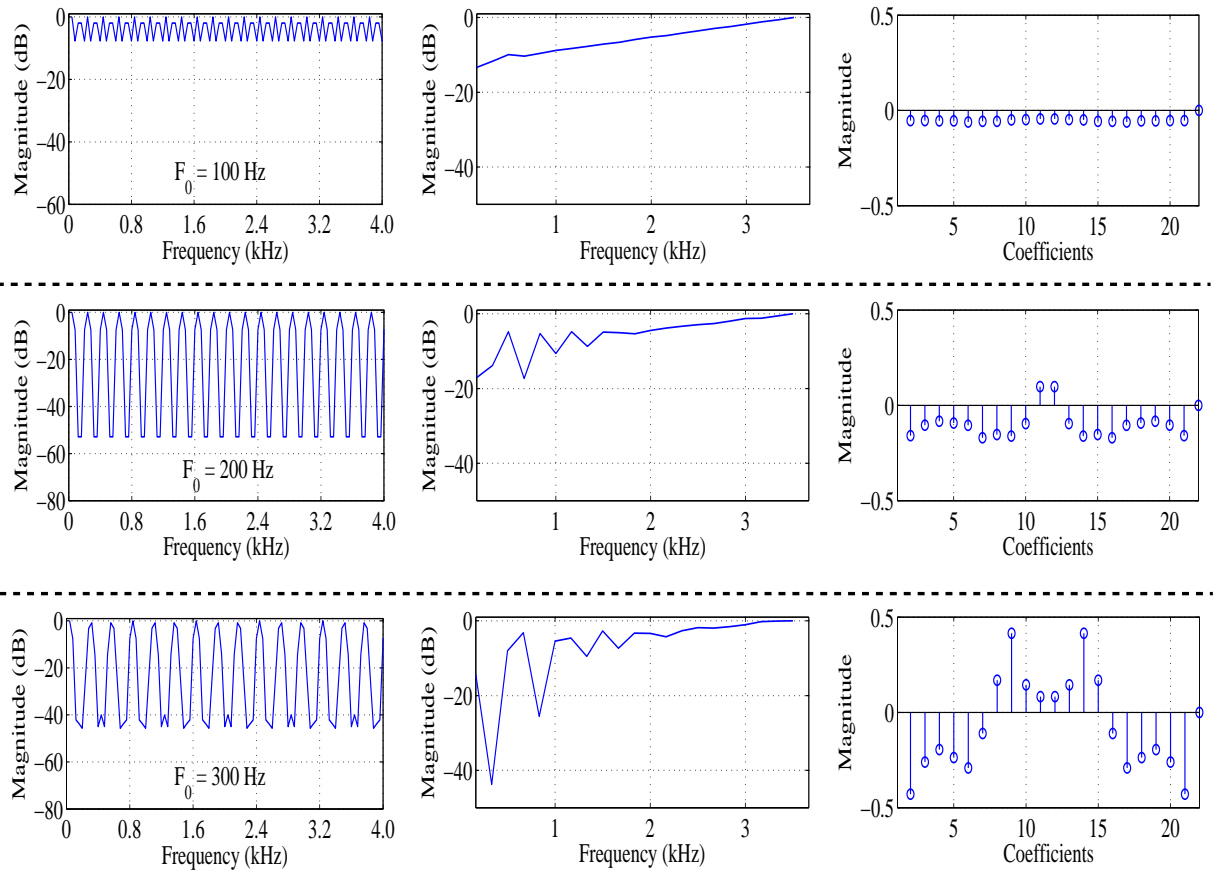 0
−20
−40
−60
Magnitude (dB)
F0 = 100 Hz
0 0.8 1.6 2.4 3.2 4.0
Frequency (kHz)
0
−20
−40
Magnitude (dB)
1 2 3
Frequency (kHz)
0.5
0
−0.5
Magnitude
5 10 15 20
Coefficients
0
−20
−40
−60
−80
Magnitude (dB)
F0 = 200 Hz
0 0.8 1.6 2.4 3.2 4.0
Frequency (kHz)
0
−20
−40
Magnitude (dB)
1 2 3
Frequency (kHz)
0.5
0
−0.5
Magnitude
5 10 15 20
Coefficients
0
−20
−40
−60
−80
Magnitude (dB)
F0 = 300 Hz
0 0.8 1.6 2.4 3.2 4.0
Frequency (kHz)
0
−20
−40
Magnitude (dB)
1 2 3
Frequency (kHz)
0.5
0
−0.5
Magnitude
5 10 15 20
Coefficients